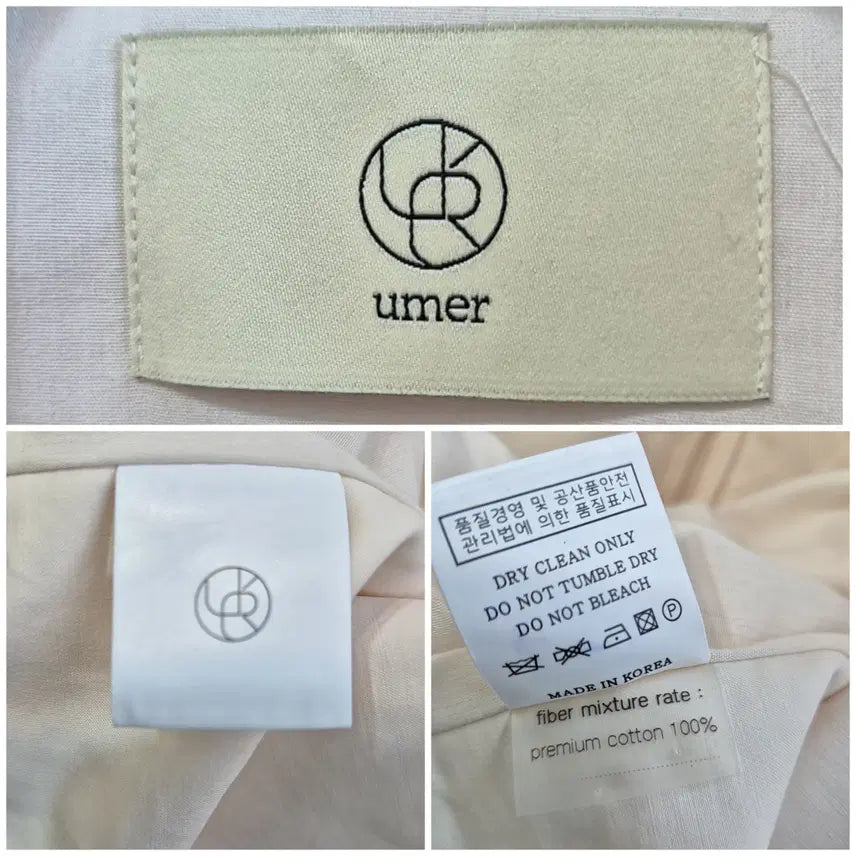 umer
품질경영 및 공산품안전
관리법에 의한 품질표시
DRY CLEAN ONLY
DO NOT TUMBLE DRY
DO NOT BLEACH
P
MADE IN KOREA
fiber mixture rate :
premium cotton 100%